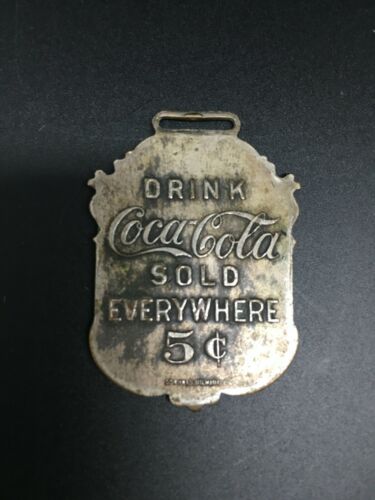 DRINK
Coca-Cola
SOLD
EVERYWHERE
5¢